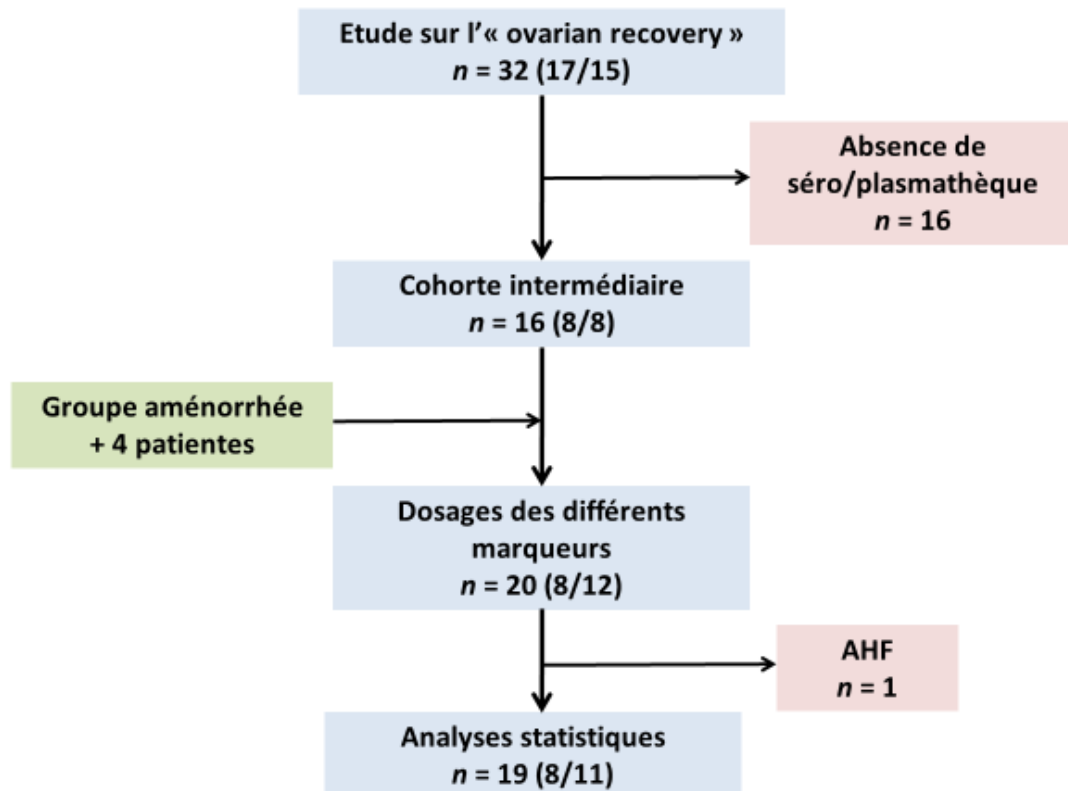 Etude sur l'« ovarian recovery »
n = 32 (17/15)
Absence de
séro/plasmathèque
n = 16
Cohorte intermédiaire
n = 16 (8/8)
Groupe aménorrhée
+ 4 patientes
Dosages des différents
marqueurs
n = 20 (8/12)
AHF
n = 1
Analyses statistiques
n = 19 (8/11)